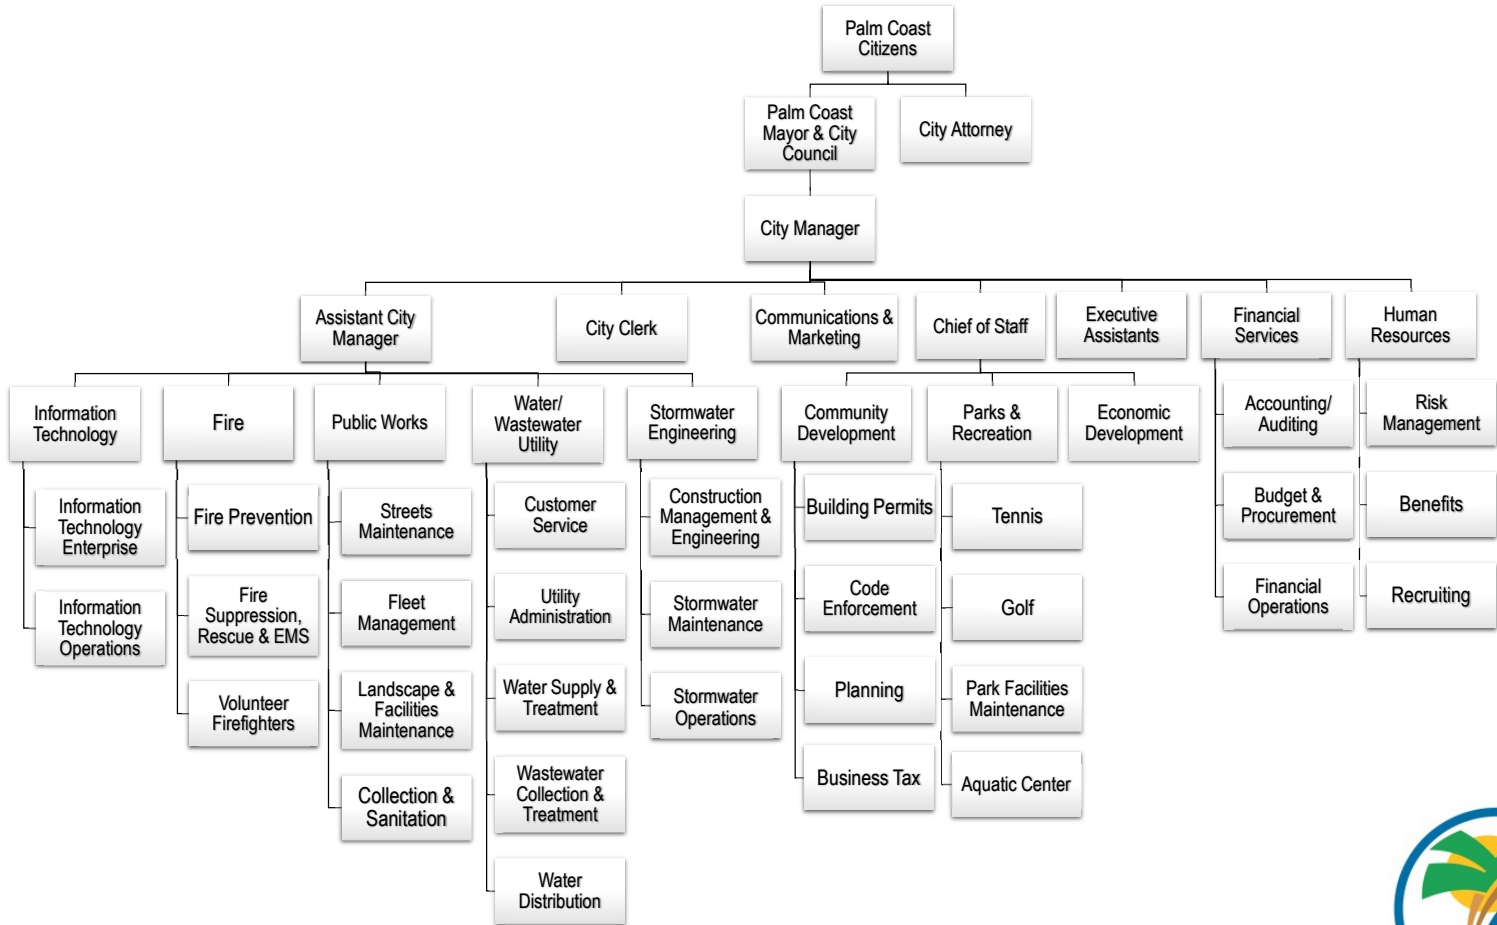 Palm Coast
Citizens
Palm Coast
Mayor & City
Council
City Attorney
City Manager
Assistant City
Manager
City Clerk
Communications &
Marketing
Chief of Staff
Executive
Assistants
Financial
Services
Human
Resources
Information
Technology
Fire
Public Works
Water/
Wastewater
Utility
Stormwater
Engineering
Community
Development
Parks &
Recreation
Economic
Development
Accounting/
Auditing
Risk
Management
Information
Technology
Enterprise
Fire Prevention
Streets
Maintenance
Customer
Service
Construction
Management &
Engineering
Building Permits
Tennis
Budget &
Procurement
Benefits
Information
Technology
Operations
Fire
Suppression,
Rescue & EMS
Fleet
Management
Utility
Administration
Stormwater
Maintenance
Code
Enforcement
Golf
Financial
Operations
Recruiting
Volunteer
Firefighters
Landscape &
Facilities
Maintenance
Water Supply &
Treatment
Stormwater
Operations
Planning
Park Facilities
Maintenance
Collection &
Sanitation
Wastewater
Collection &
Treatment
Business Tax
Aquatic Center
Water
Distribution